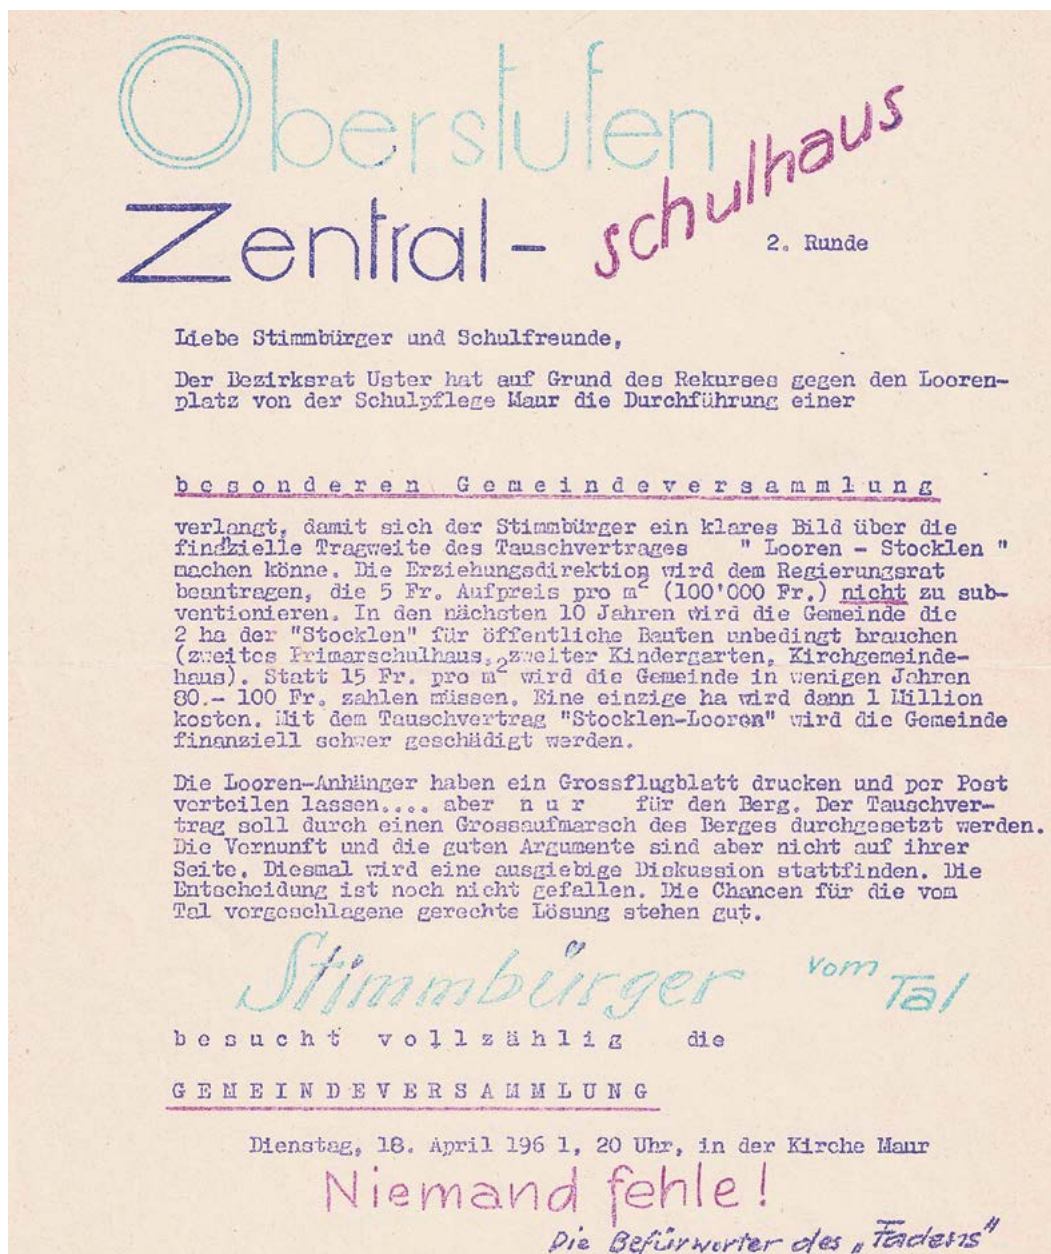 Oberstufen
Zentral - schulhaus
2. Runde
Liebe Stimmbürger und Schulfreunde,
Der Bezirksrat Uster hat auf Grund des Rekurses gegen den Looren-
platz von der Schulpflege Maur die Durchführung einer
besonderen Gemeindeversammlung
verlangt, damit sich der Stimmbürger ein klares Bild über die
finazielle Tragweite des Tauschvertrages " Looren - Stocklen "
machen könne. Die Erziehungsdirektion wird dem Regierungsrat
beantragen, die 5 Fr. Aufpreis pro m² (100'000 Fr.) nicht zu sub-
ventionieren. In den nächsten 10 Jahren wird die Gemeinde die
2 ha der "Stocklen" für öffentliche Bauten unbedingt brauchen
(zweites Primarschulhaus, zweiter Kindergarten, Kirchgemeinde-
haus). Statt 15 Fr. pro m² wird die Gemeinde in wenigen Jahren
80.- 100 Fr. zahlen müssen. Eine einzige ha wird dann 1 Million
kosten. Mit dem Tauschvertrag "Stocklen-Looren" wird die Gemeinde
finanziell schwer geschädigt werden.
Die Looren-Anhänger haben ein Grossflugblatt drucken und per Post
verteilen lassen.... aber n u r für den Berg. Der Tauschver-
trag soll durch einen Grossaufmarsch des Berges durchgesetzt werden.
Die Vernunft und die guten Argumente sind aber nicht auf ihrer
Seite. Diesmal wird eine ausgiebige Diskussion stattfinden. Die
Entscheidung ist noch nicht gefallen. Die Chancen für die vom
Tal vorgeschlagene gerechte Lösung stehen gut.
Stimmbürger vom Tal
besucht vollzählig die
GEMEINDEVERSAMMLUNG
Dienstag, 18. April 196 1, 20 Uhr, in der Kirche Maur
Niemand fehle!
Die Befürworter des „Fadens"